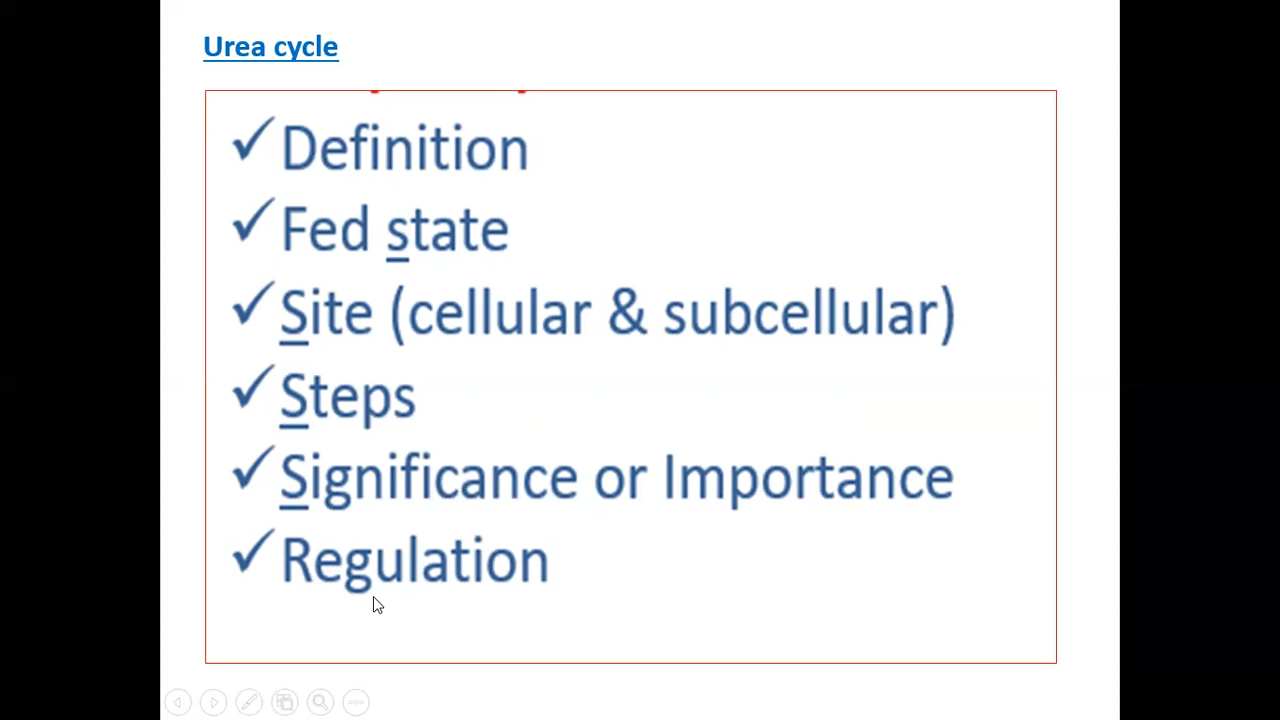 Urea cycle
✓Definition
✓Fed state
✓Site (cellular & subcellular)
✓Steps
✓Significance or Importance
✓Regulation